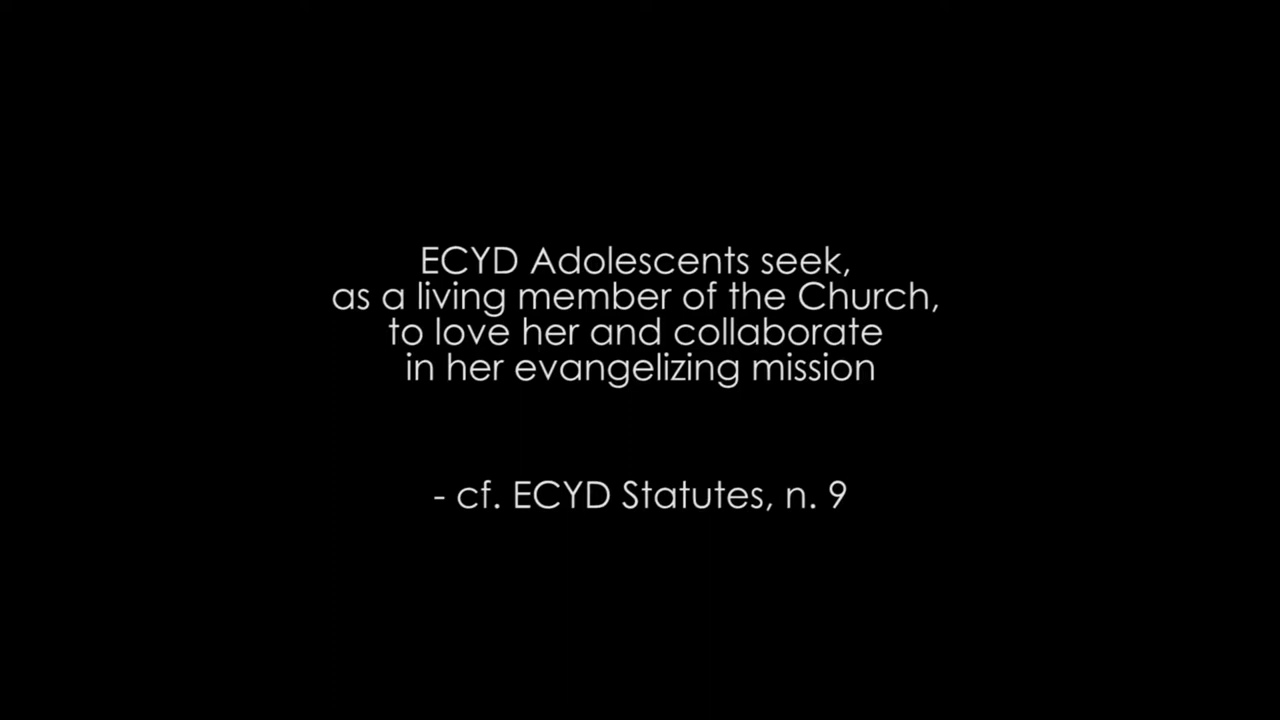 ECYD Adolescents seek,
as a living member of the Church,
to love her and collaborate
in her evangelizing mission
- cf. ECYD Statutes, n. 9